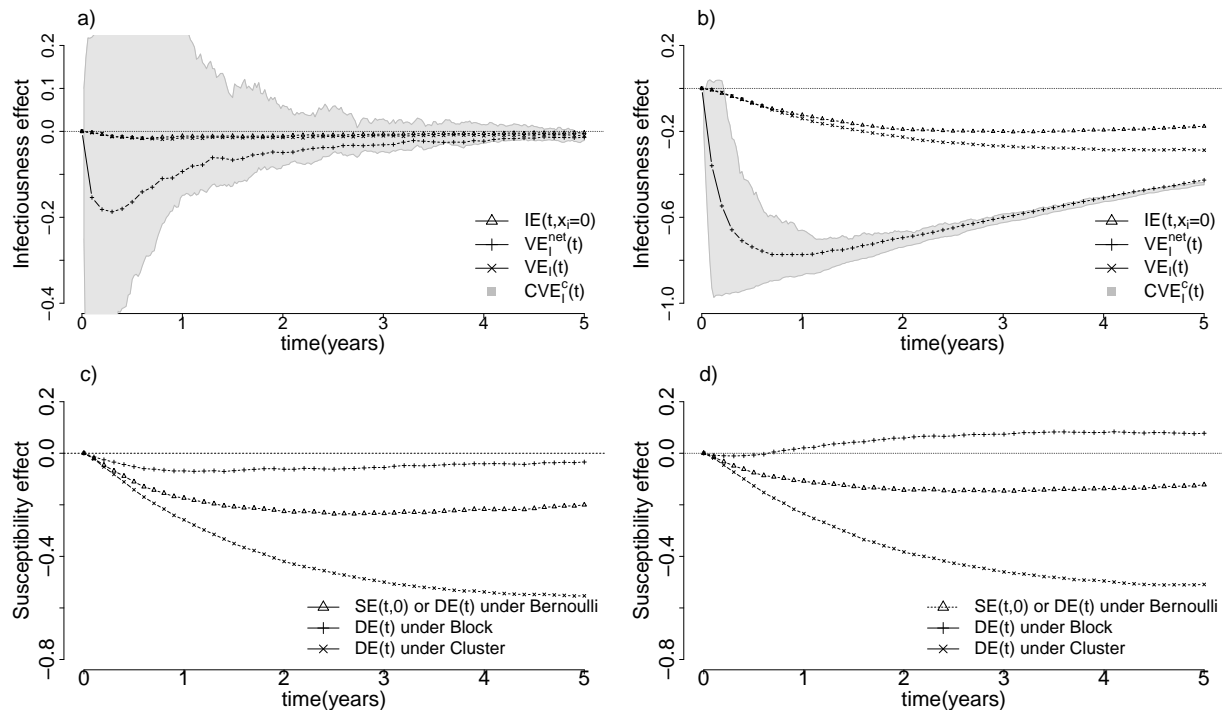 a)
Infectiousness effect
0.2
0.1
0.0
−0.2
−0.4
IE(t,xi=0)
VE_I^net(t)
VE_I(t)
CVE_I^c(t)
0 1 2 3 4 5
time(years)
b)
Infectiousness effect
0.2
−0.2
−0.6
−1.0
IE(t,xi=0)
VE_I^net(t)
VE_I(t)
CVE_I^c(t)
0 1 2 3 4 5
time(years)
c)
Susceptibility effect
0.2
0.0
−0.4
−0.8
SE(t,0) or DE(t) under Bernoulli
DE(t) under Block
DE(t) under Cluster
0 1 2 3 4 5
time(years)
d)
Susceptibility effect
0.2
0.0
−0.4
−0.8
SE(t,0) or DE(t) under Bernoulli
DE(t) under Block
DE(t) under Cluster
0 1 2 3 4 5
time(years)